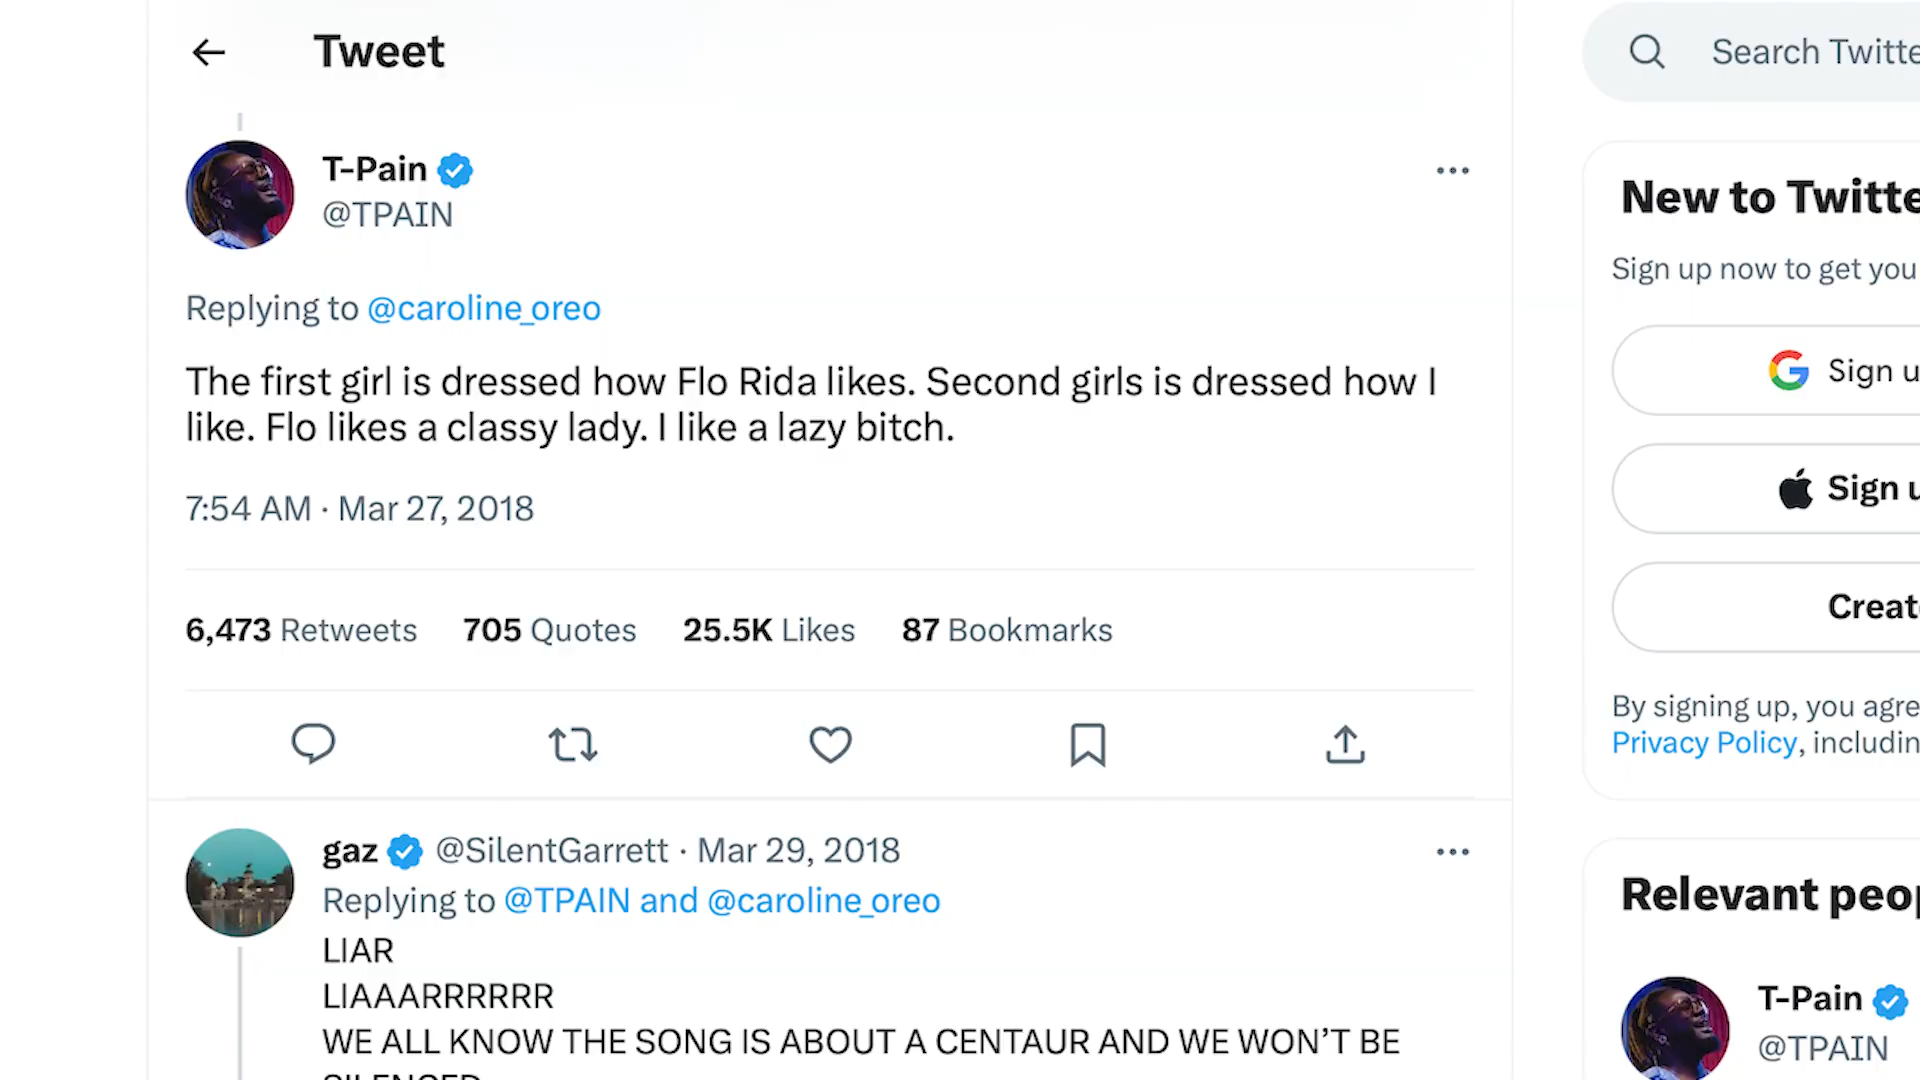 Tweet
Search Twitte
T-Pain
@TPAIN
New to Twitte
Sign up now to get you
Replying to @caroline_oreo
The first girl is dressed how Flo Rida likes. Second girls is dressed how I
like. Flo likes a classy lady. I like a lazy bitch.
Sign u
7:54 AM · Mar 27, 2018
Sign u
6,473 Retweets 705 Quotes 25.5K Likes 87 Bookmarks
Creat
By signing up, you agre
Privacy Policy, includin
gaz @SilentGarrett · Mar 29, 2018
Replying to @TPAIN and @caroline_oreo
LIAR
LIAAARRRRRR
WE ALL KNOW THE SONG IS ABOUT A CENTAUR AND WE WON'T BE
SILENCED
Relevant peop
T-Pain
@TPAIN